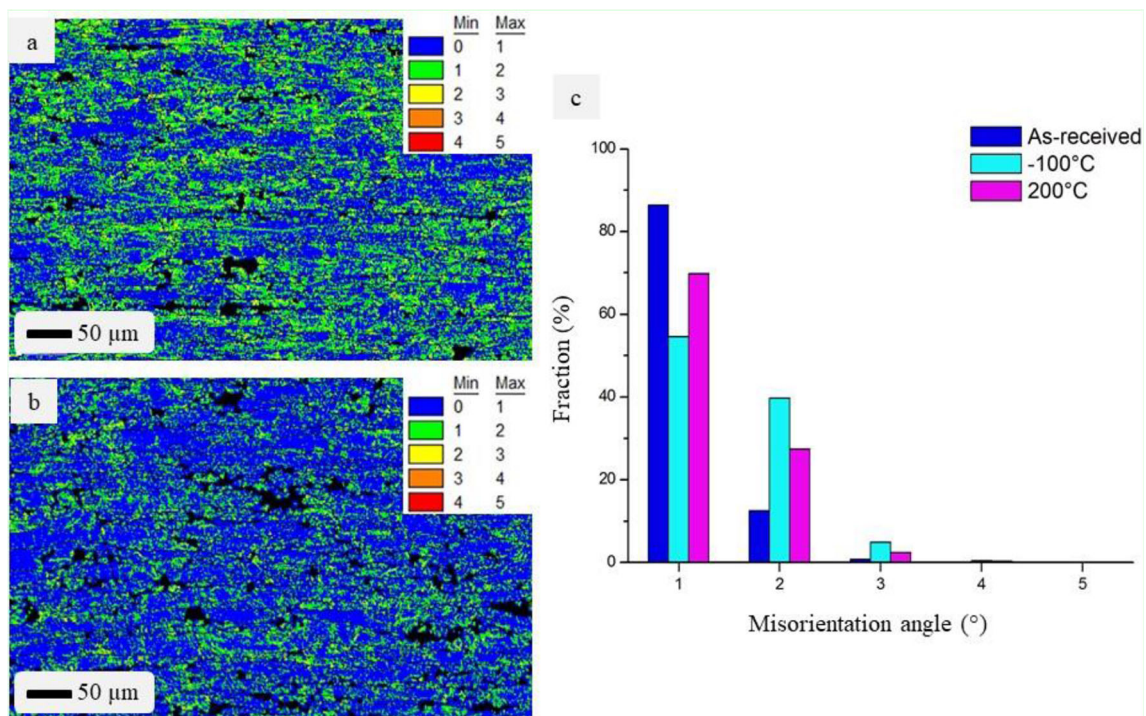 a
Min Max
0 1
1 2
2 3
3 4
4 5
50 μm
b
Min Max
0 1
1 2
2 3
3 4
4 5
50 μm
c
As-received
-100°C
200°C
100
80
60
40
20
0
1 2 3 4 5
Fraction (%)
Misorientation angle (°)